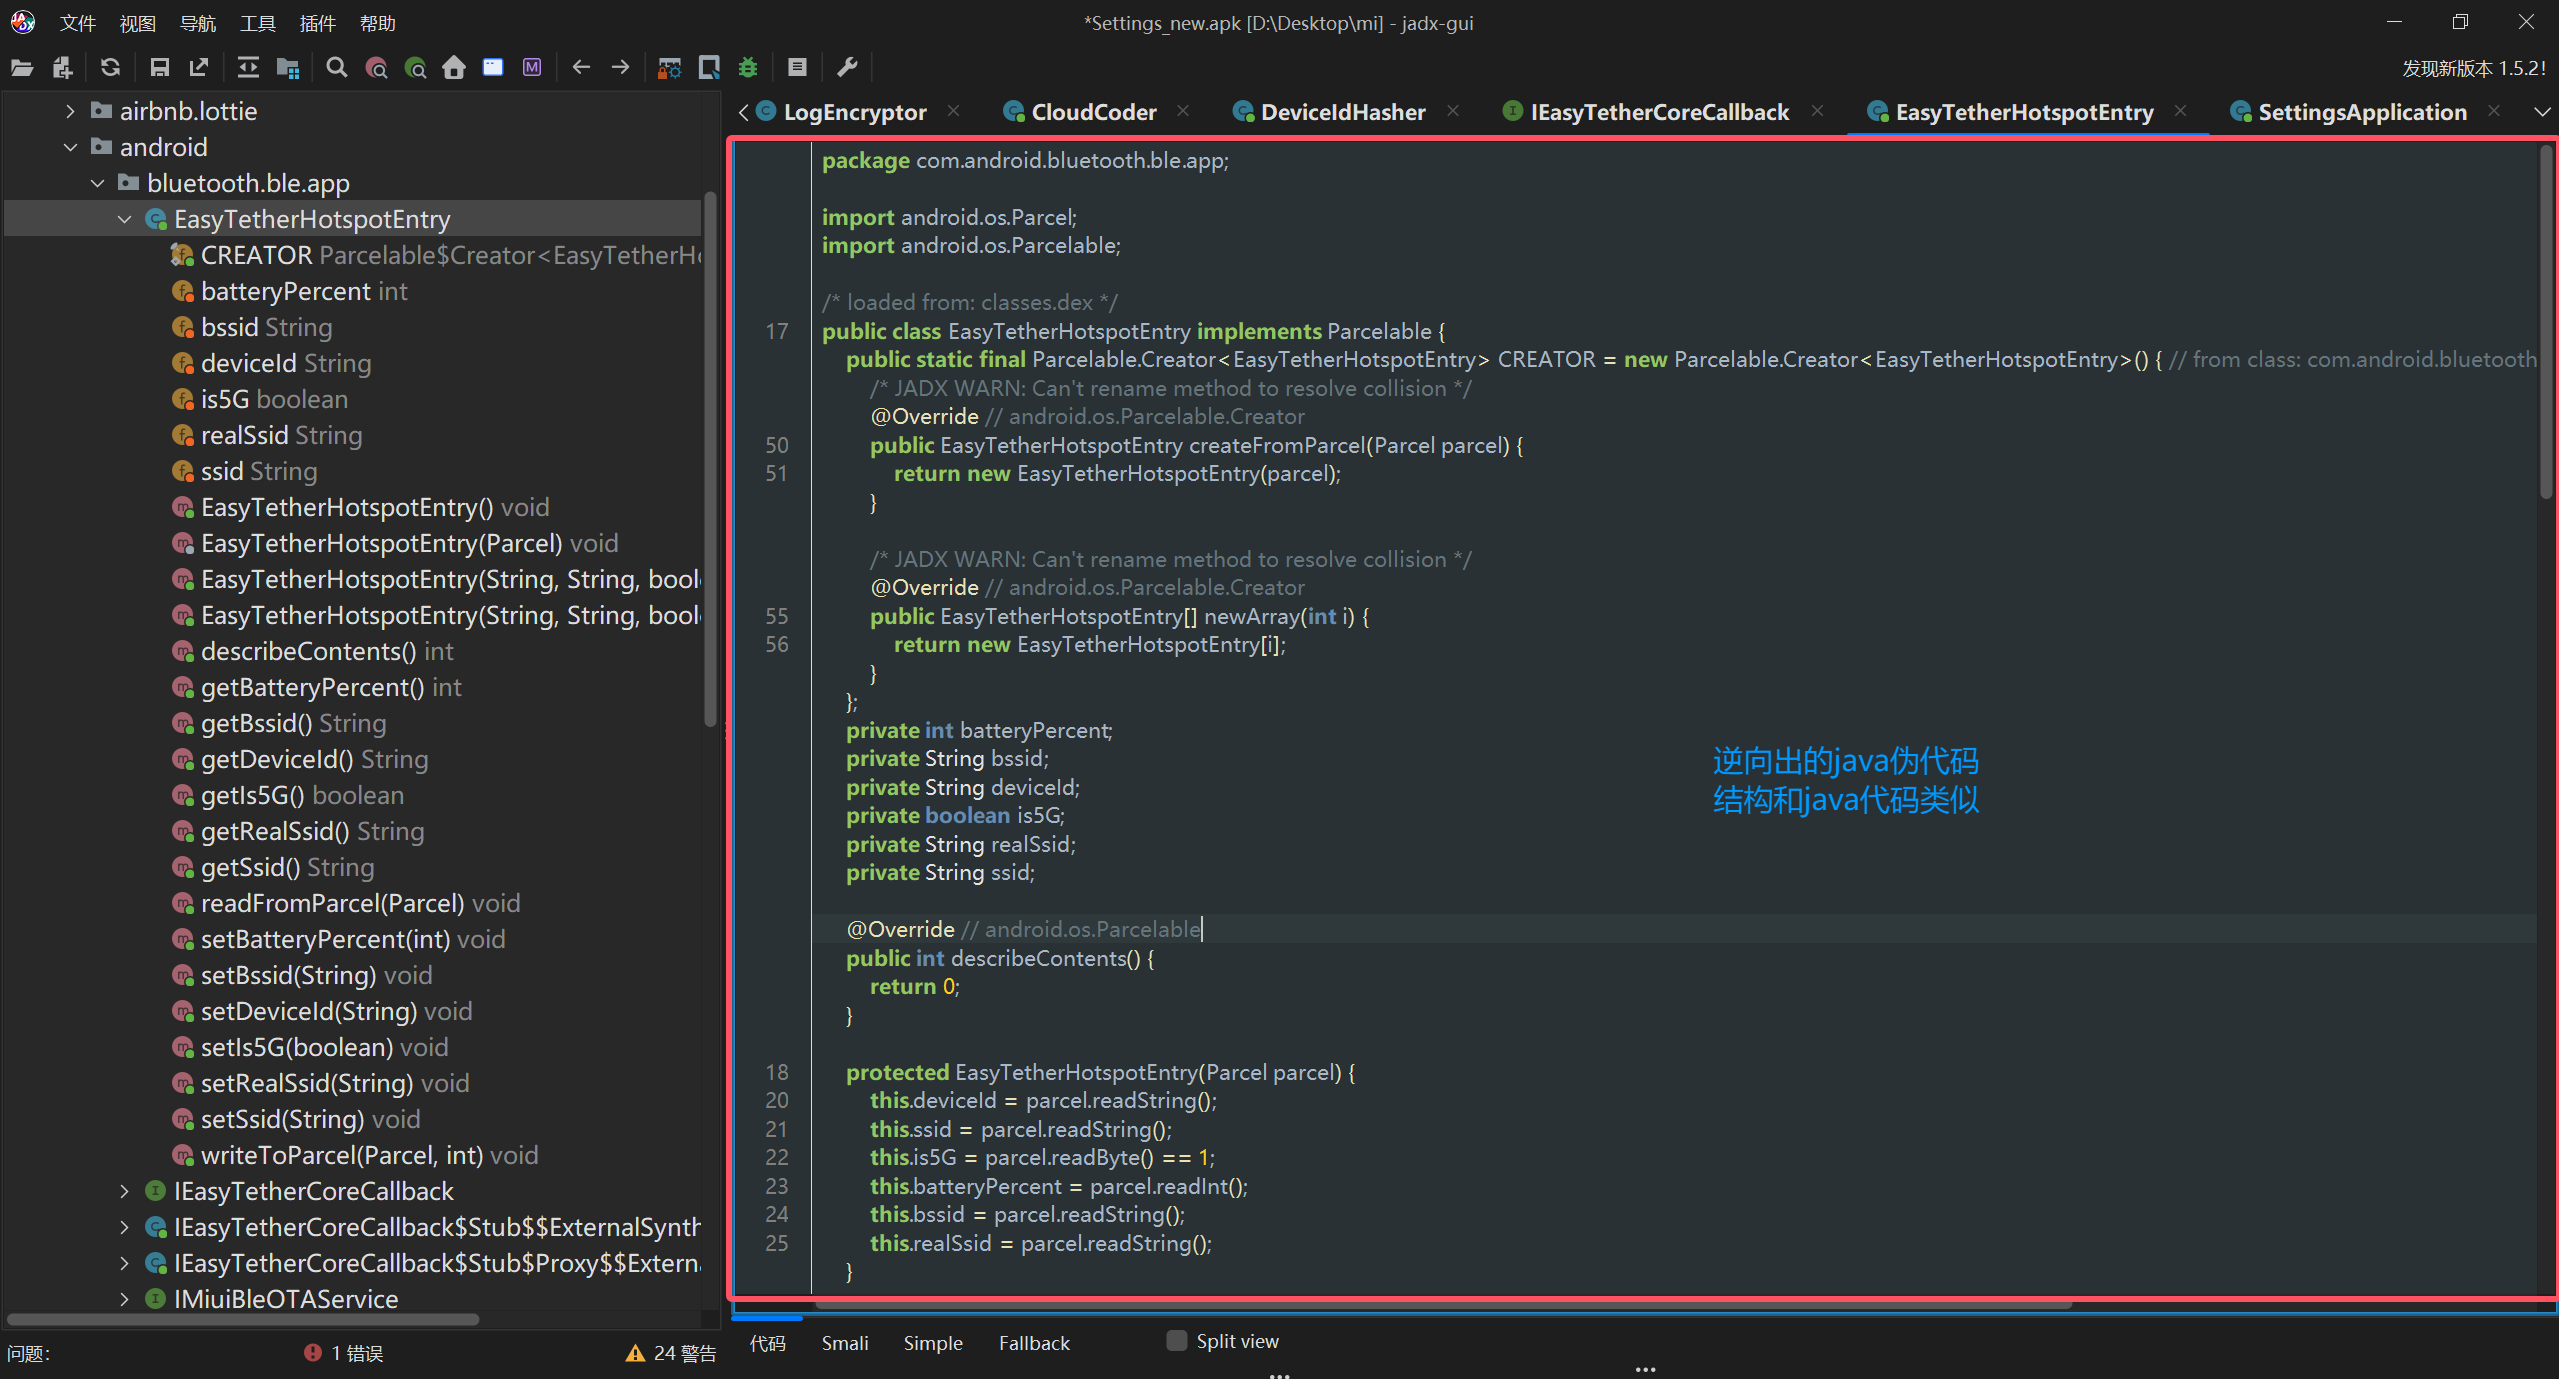 文件 视图 导航 工具 插件 帮助
*Settings_new.apk [D:\Desktop\mi] - jadx-gui
发现新版本 1.5.2!
airbnb.lottie
android
bluetooth.ble.app
EasyTetherHotspotEntry
CREATOR Parcelable$Creator<EasyTetherHo
batteryPercent int
bssid String
deviceId String
is5G boolean
realSsid String
ssid String
EasyTetherHotspotEntry() void
EasyTetherHotspotEntry(Parcel) void
EasyTetherHotspotEntry(String, String, bool
EasyTetherHotspotEntry(String, String, bool
describeContents() int
getBatteryPercent() int
getBssid() String
getDeviceId() String
getIs5G() boolean
getRealSsid() String
getSsid() String
readFromParcel(Parcel) void
setBatteryPercent(int) void
setBssid(String) void
setDeviceId(String) void
setIs5G(boolean) void
setRealSsid(String) void
setSsid(String) void
writeToParcel(Parcel, int) void
IEasyTetherCoreCallback
IEasyTetherCoreCallback$Stub$$ExternalSynth
IEasyTetherCoreCallback$Stub$Proxy$$Extern
IMiuiBleOTAService
问题: 1 错误 24 警告
LogEncryptor CloudCoder DeviceIdHasher IEasyTetherCoreCallback EasyTetherHotspotEntry SettingsApplication
package com.android.bluetooth.ble.app;
import android.os.Parcel;
import android.os.Parcelable;
/* loaded from: classes.dex */
17 public class EasyTetherHotspotEntry implements Parcelable {
public static final Parcelable.Creator<EasyTetherHotspotEntry> CREATOR = new Parcelable.Creator<EasyTetherHotspotEntry>() { // from class: com.android.bluetooth
/* JADX WARN: Can't rename method to resolve collision */
@Override // android.os.Parcelable.Creator
50 public EasyTetherHotspotEntry createFromParcel(Parcel parcel) {
51 return new EasyTetherHotspotEntry(parcel);
}
/* JADX WARN: Can't rename method to resolve collision */
@Override // android.os.Parcelable.Creator
55 public EasyTetherHotspotEntry[] newArray(int i) {
56 return new EasyTetherHotspotEntry[i];
}
};
private int batteryPercent;
private String bssid;
private String deviceId;
private boolean is5G;
private String realSsid;
private String ssid;
逆向出的java伪代码
结构和java代码类似
@Override // android.os.Parcelable
public int describeContents() {
return 0;
}
18 protected EasyTetherHotspotEntry(Parcel parcel) {
20 this.deviceId = parcel.readString();
21 this.ssid = parcel.readString();
22 this.is5G = parcel.readByte() == 1;
23 this.batteryPercent = parcel.readInt();
24 this.bssid = parcel.readString();
25 this.realSsid = parcel.readString();
}
代码 Smali Simple Fallback Split view